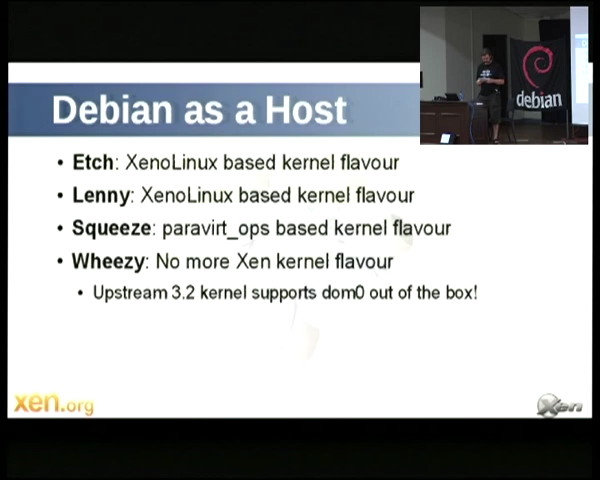 Debian as a Host
debian
• Etch: XenoLinux based kernel flavour
• Lenny: XenoLinux based kernel flavour
• Squeeze: paravirt_ops based kernel flavour
• Wheezy: No more Xen kernel flavour
• Upstream 3.2 kernel supports dom0 out of the box!
xen.org
Xen